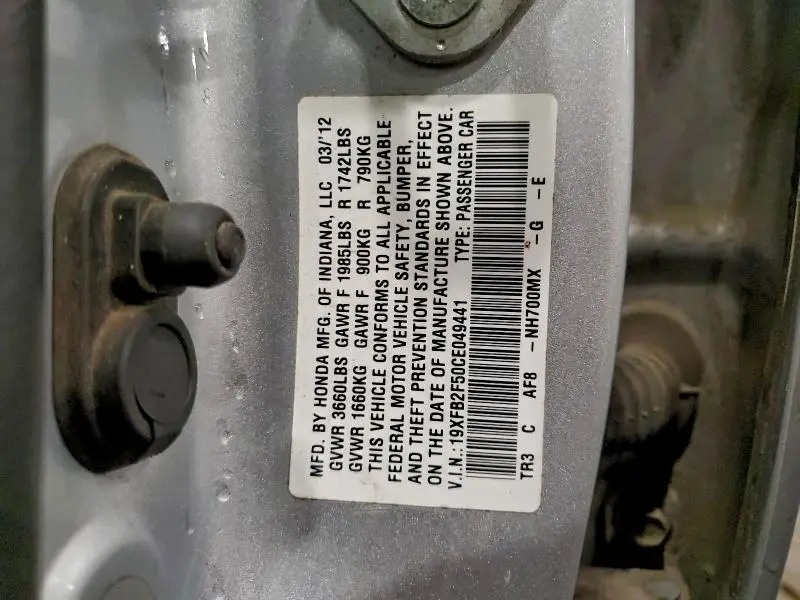 MFD. BY HONDA MFG. OF INDIANA, LLC 03/'12
GVWR 3660LBS GAWR F 1985LBS R 1742LBS
GVWR 1660KG GAWR F 900KG R 790KG
THIS VEHICLE CONFORMS TO ALL APPLICABLE
FEDERAL MOTOR VEHICLE SAFETY, BUMPER,
AND THEFT PREVENTION STANDARDS IN EFFECT
ON THE DATE OF MANUFACTURE SHOWN ABOVE.
V.I.N.:19XFB2F50CE049441 TYPE: PASSENGER CAR
TR3 C AF8 -NH700MX -G -E